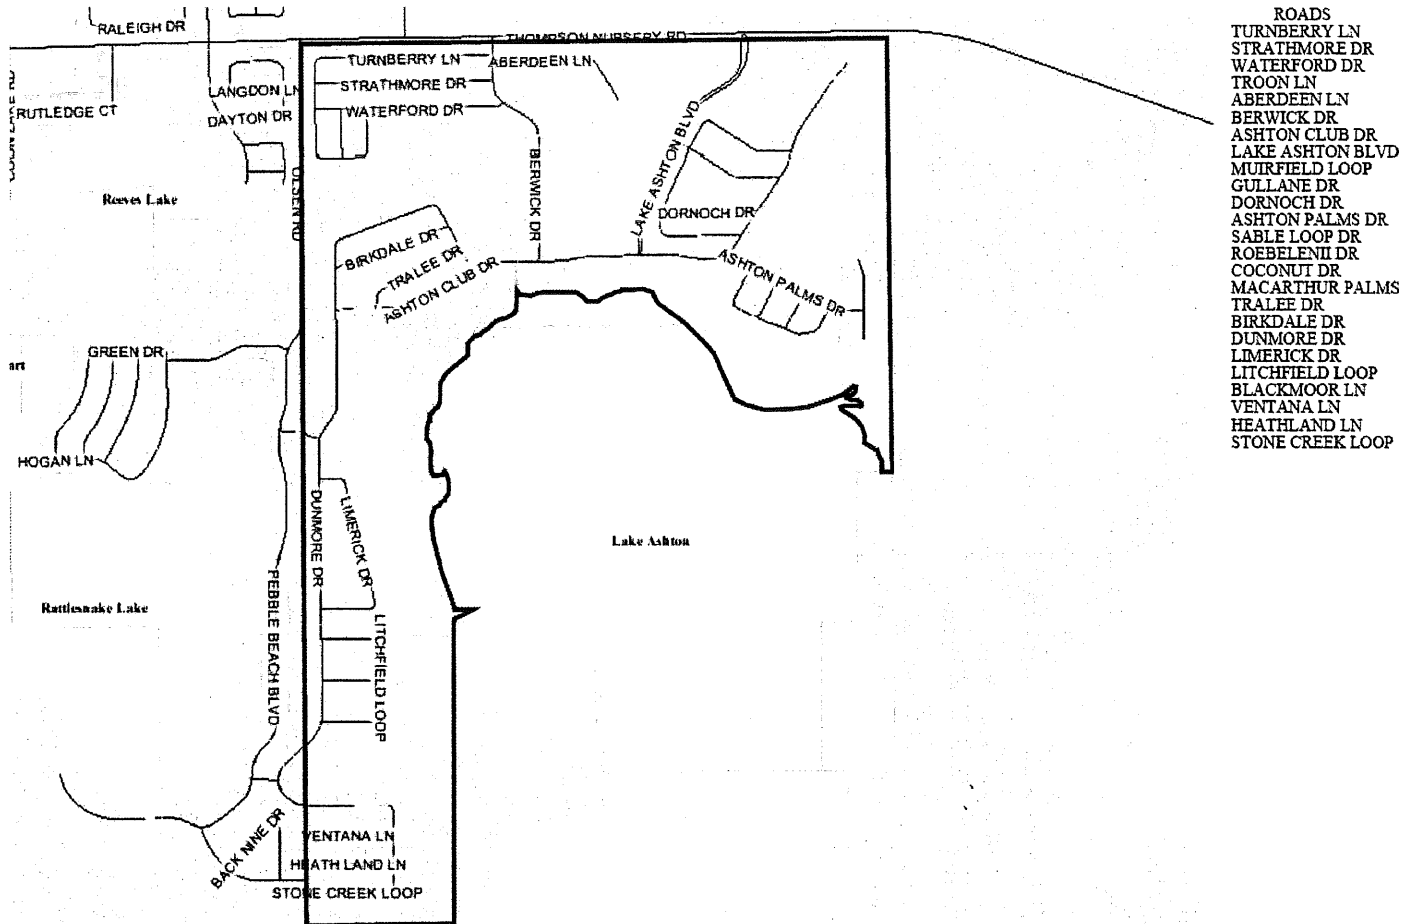 RALEIGH DR
THOMPSON NURSERY RD
TURNBERRY LN
ABERDEEN LN
STRATHMORE DR
LANGDON LN
RUTLEDGE CT
WATERFORD DR
DAYTON DR
LAKE ASHTON BLVD
BERWICK DR
OLSEN RD
Reeves Lake
DORNOCH DR
BIRKDALE DR
TRALEE DR
ASHTON CLUB DR
ASHTON PALMS DR
GREEN DR
art
HOGAN LN
DUNMORE DR
LIMERICK DR
Lake Ashton
PEBBLE BEACH BLVD
Rattlesnake Lake
LITCHFIELD LOOP
BACK NINE DR
VENTANA LN
HEATH LAND LN
STONE CREEK LOOP
ROADS
TURNBERRY LN
STRATHMORE DR
WATERFORD DR
TROON LN
ABERDEEN LN
BERWICK DR
ASHTON CLUB DR
LAKE ASHTON BLVD
MUIRFIELD LOOP
GULLANE DR
DORNOCH DR
ASHTON PALMS DR
SABLE LOOP DR
ROEBELENII DR
COCONUT DR
MACARTHUR PALMS
TRALEE DR
BIRKDALE DR
DUNMORE DR
LIMERICK DR
LITCHFIELD LOOP
BLACKMOOR LN
VENTANA LN
HEATHLAND LN
STONE CREEK LOOP